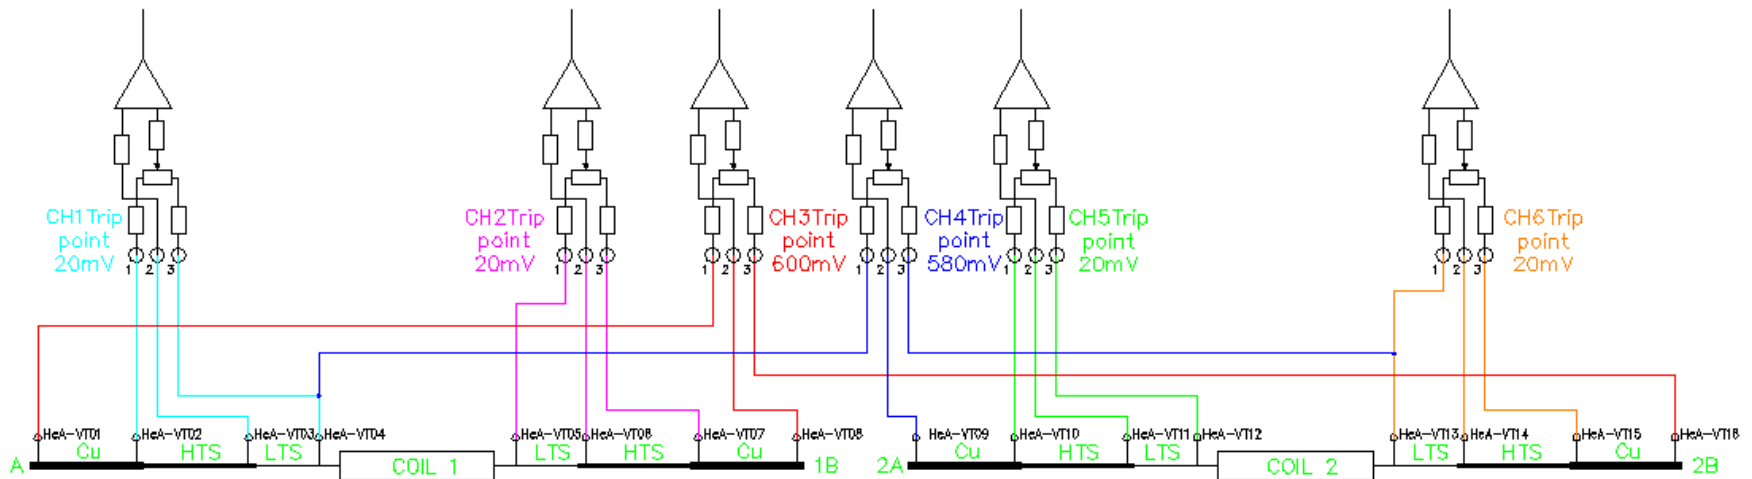 CH1Trip
point
20mV
CH2Trip
point
20mV
CH3Trip
point
600mV
CH4Trip
point
580mV
CH5Trip
point
20mV
CH6Trip
point
20mV
1 2 3
1 2 3
1 2 3
1 2 3
1 2 3
1 2 3
HeA-VT01 HeA-VT02 HeA-VT03 HeA-VT04 HeA-VT05 HeA-VT06 HeA-VT07 HeA-VT08 HeA-VT09 HeA-VT10 HeA-VT11 HeA-VT12 HeA-VT13 HeA-VT14 HeA-VT15 HeA-VT16
Cu HTS LTS LTS HTS Cu Cu HTS LTS LTS HTS Cu
A COIL 1 1B 2A COIL 2 2B